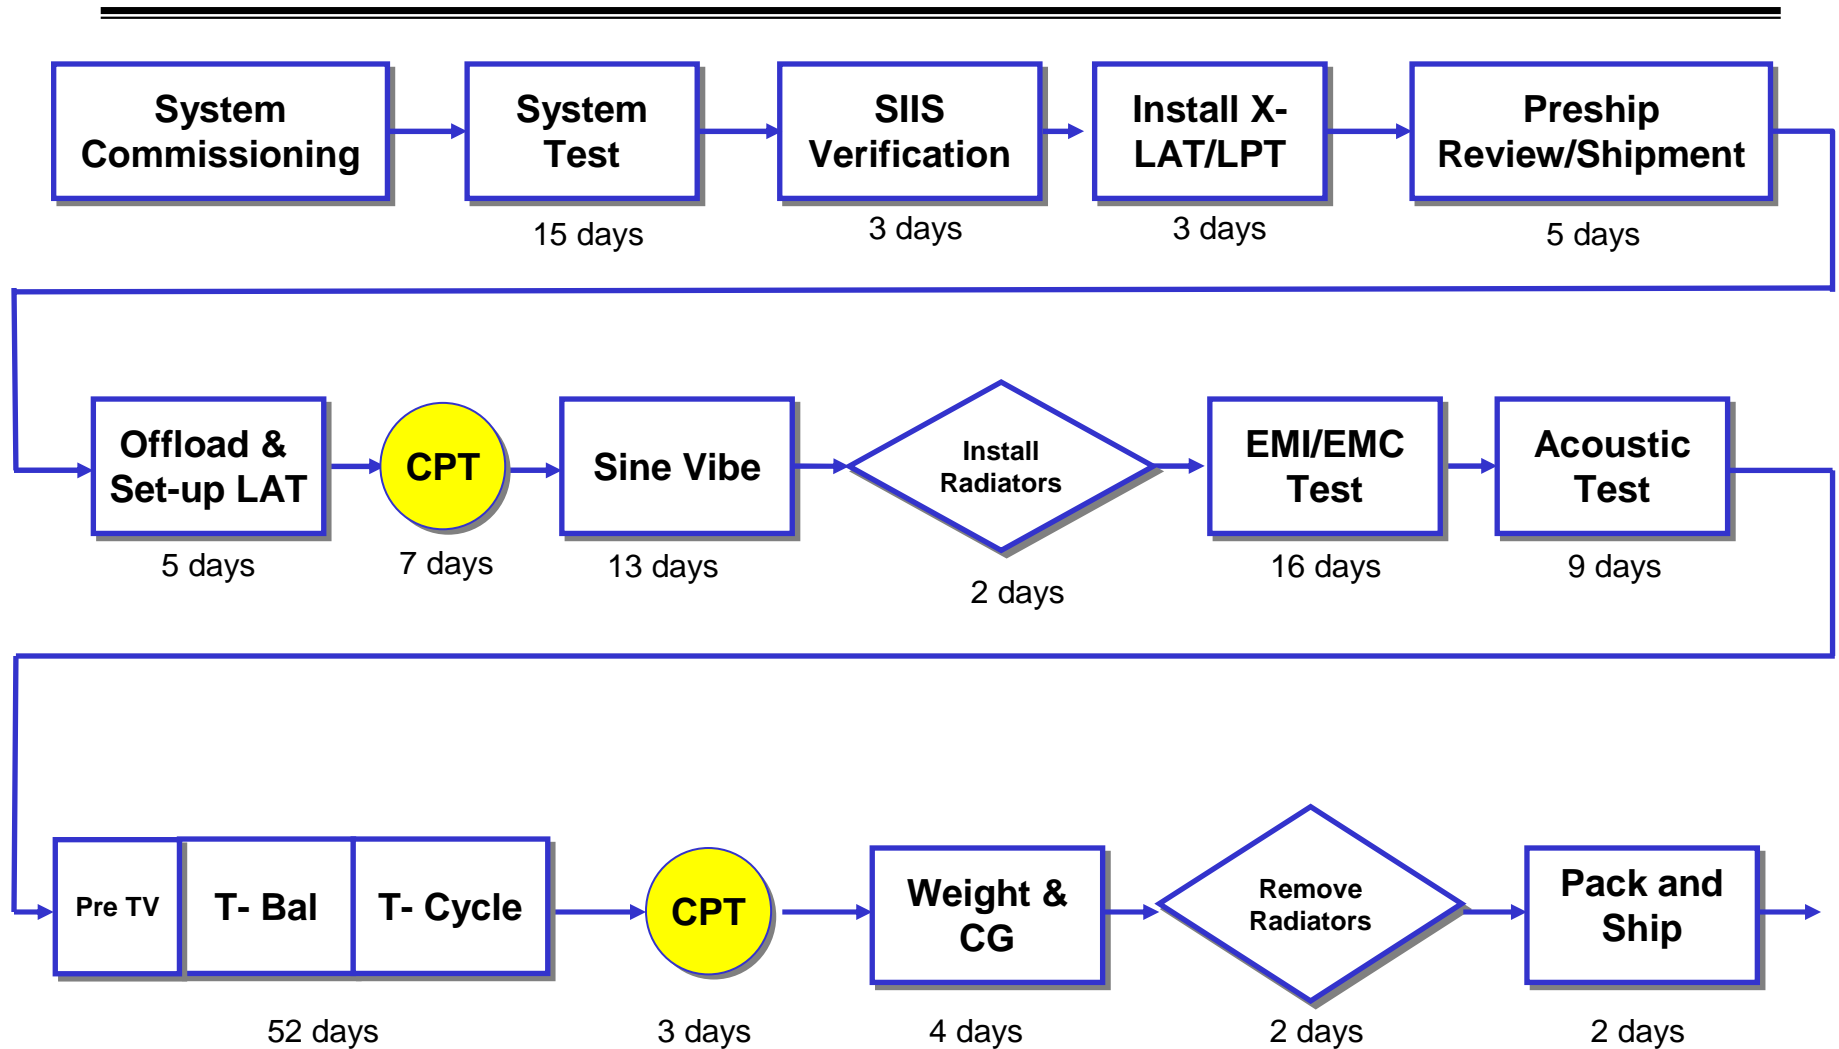 System
Commissioning
System
Test
SIIS
Verification
Install X-
LAT/LPT
Preship
Review/Shipment
15 days
3 days
3 days
5 days
Offload &
Set-up LAT
CPT
Sine Vibe
Install
Radiators
EMI/EMC
Test
Acoustic
Test
5 days
7 days
13 days
2 days
16 days
9 days
Pre TV
T- Bal
T- Cycle
CPT
Weight &
CG
Remove
Radiators
Pack and
Ship
52 days
3 days
4 days
2 days
2 days